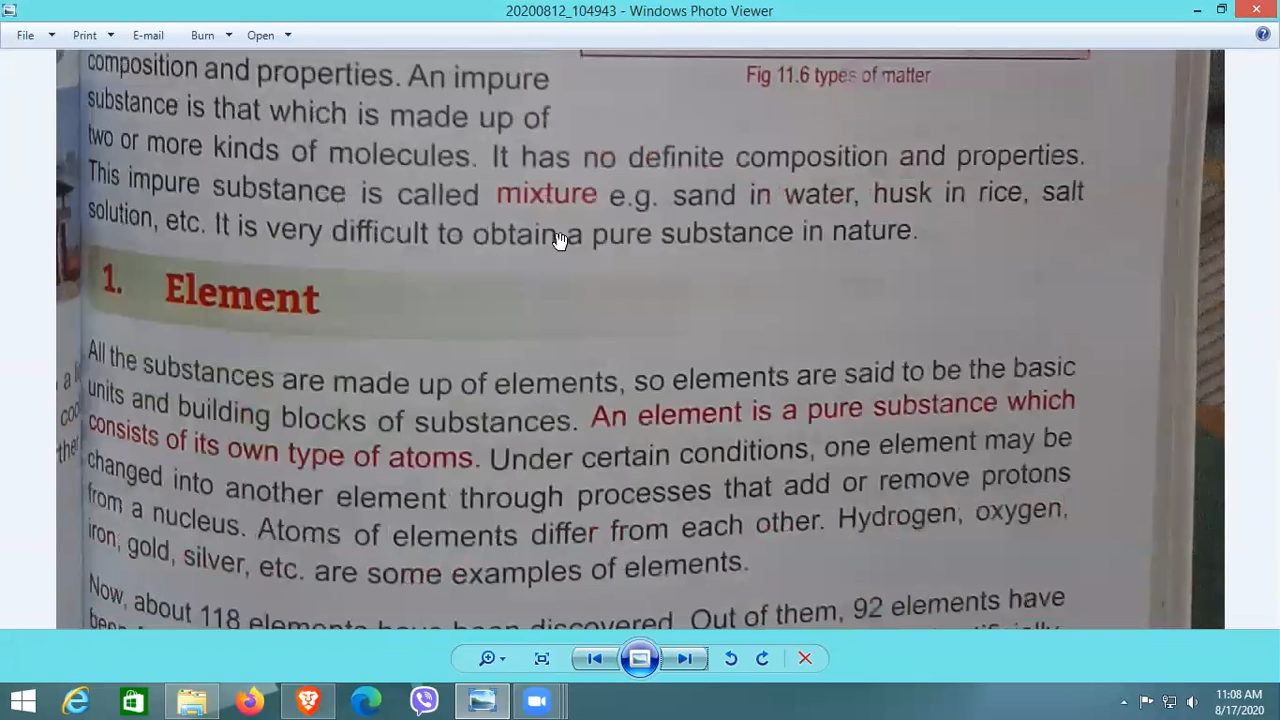 20200812_104943 - Windows Photo Viewer
File Print E-mail Burn Open
composition and properties. An impure
Fig 11.6 types of matter
substance is that which is made up of
two or more kinds of molecules. It has no definite composition and properties.
This impure substance is called mixture e.g. sand in water, husk in rice, salt
solution, etc. It is very difficult to obtain a pure substance in nature.
1. Element
All the substances are made up of elements, so elements are said to be the basic
units and building blocks of substances. An element is a pure substance which
consists of its own type of atoms. Under certain conditions, one element may be
changed into another element through processes that add or remove protons
from a nucleus. Atoms of elements differ from each other. Hydrogen, oxygen,
iron, gold, silver, etc. are some examples of elements.
Now, about 118 elements have been discovered. Out of them, 92 elements have
11:08 AM
8/17/2020